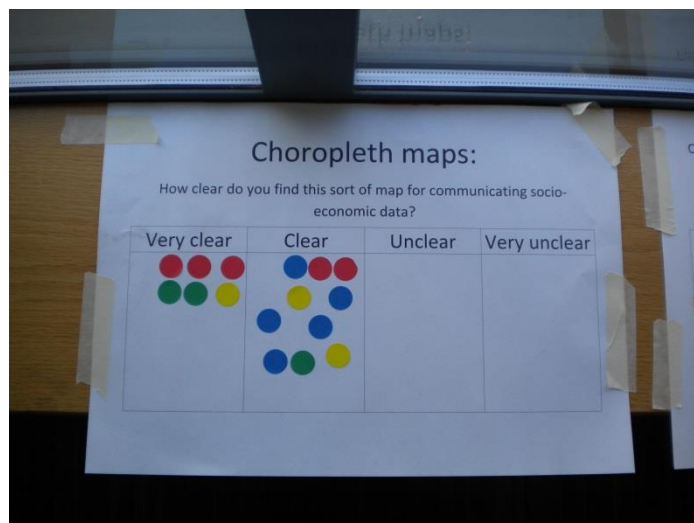 Choropleth maps:
How clear do you find this sort of map for communicating socio-
economic data?
Very clear Clear Unclear Very unclear